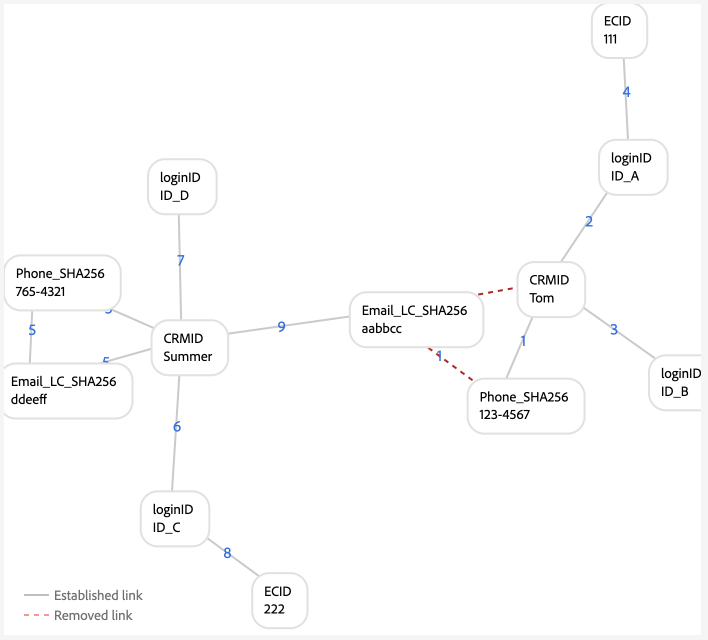 ECID
111
4
loginID
ID_A
loginID
ID_D
2
7
Phone_SHA256
765-4321
CRMID
Tom
5
5
Email_LC_SHA256
aabbcc
9
3
1
CRMID
Summer
1
5
Email_LC_SHA256
ddeeff
loginID
ID_B
Phone_SHA256
123-4567
6
loginID
ID_C
8
ECID
222
Established link
Removed link